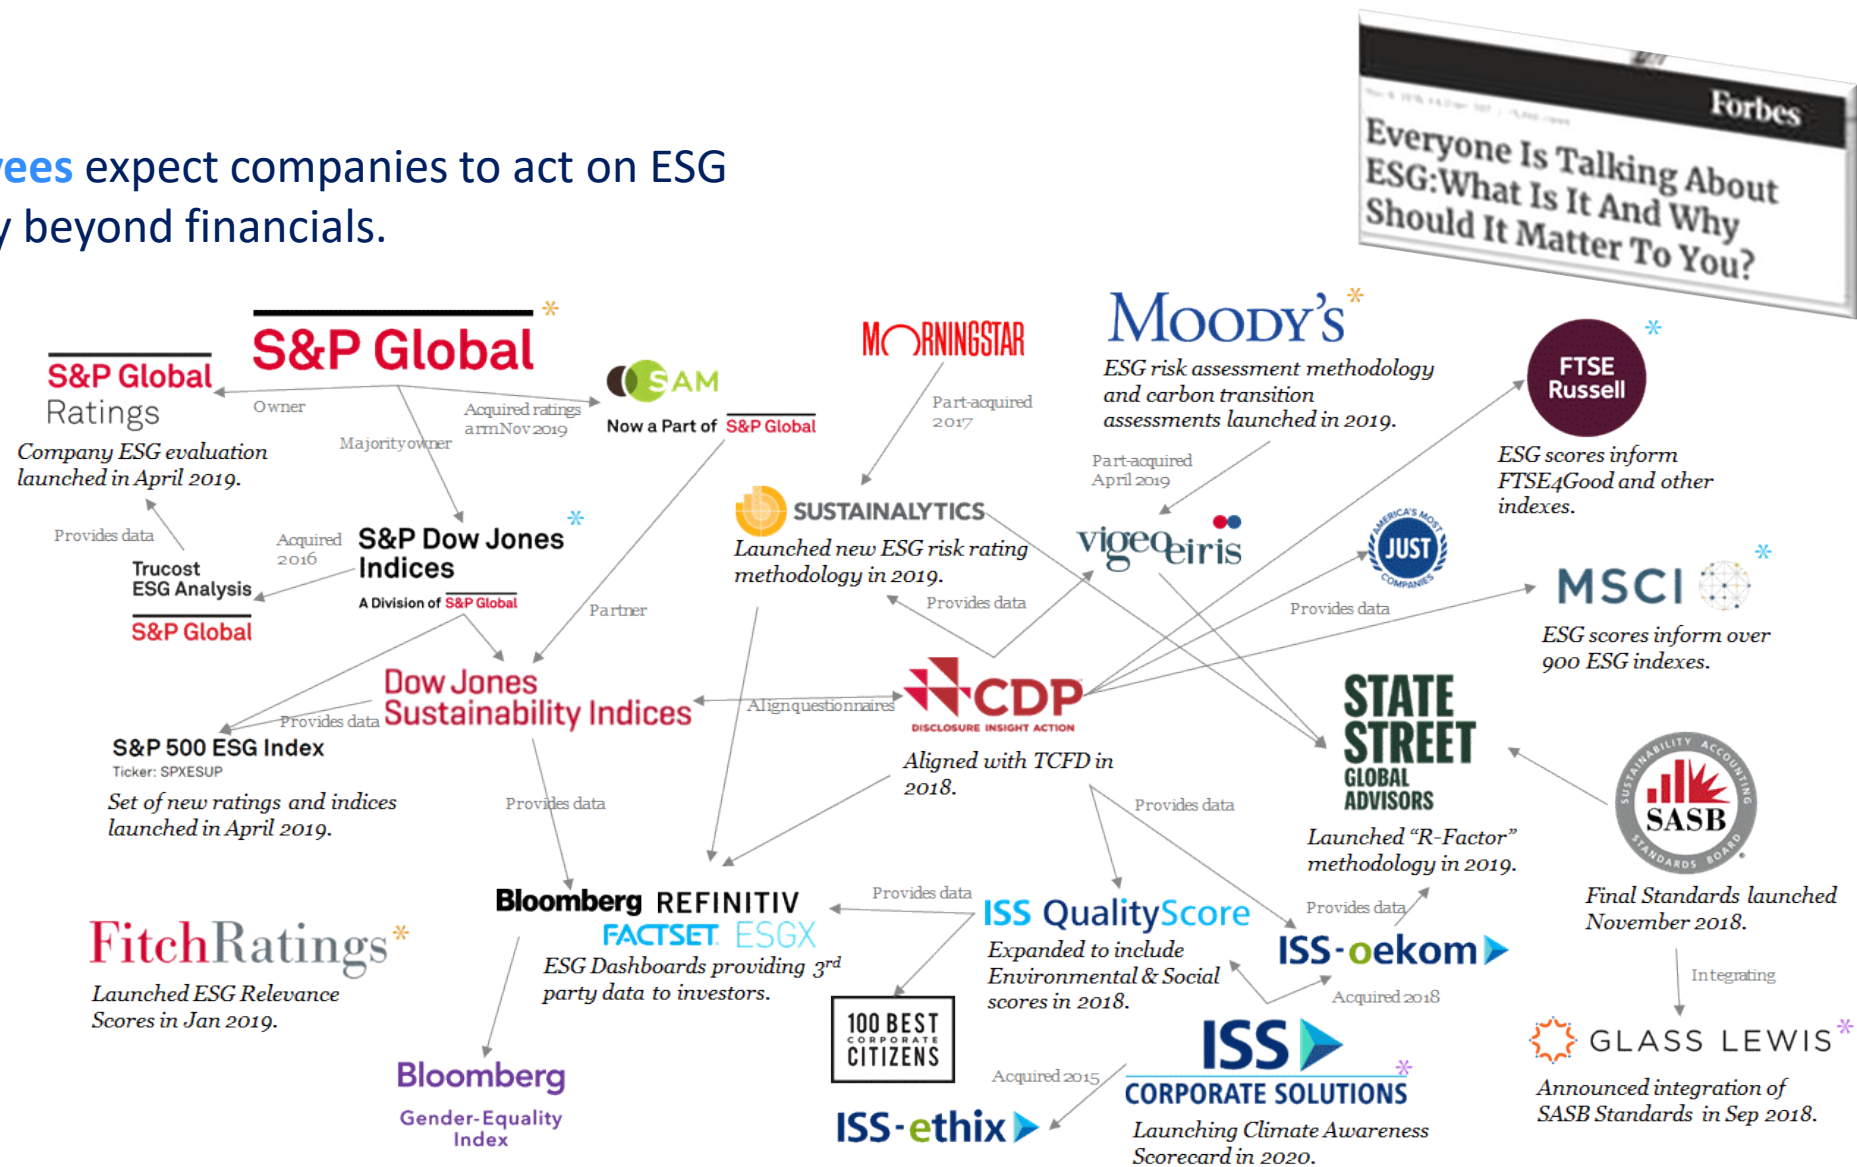 yees expect companies to act on ESG
y beyond financials.
Forbes
Everyone Is Talking About
ESG:What Is It And Why
Should It Matter To You?
S&P Global
*
S&P Global
Ratings
Company ESG evaluation
launched in April 2019.
Owner
Majority owner
Acquired ratings
arm Nov 2019
SAM
Now a Part of S&P Global
MORNINGSTAR
Part-acquired
2017
MOODY'S
*
ESG risk assessment methodology
and carbon transition
assessments launched in 2019.
Part-acquired
April 2019
FTSE
Russell
*
ESG scores inform
FTSE4Good and other
indexes.
Provides data
Trucost
ESG Analysis
S&P Global
Acquired
2016
S&P Dow Jones
Indices
*
A Division of S&P Global
Partner
SUSTAINALYTICS
Launched new ESG risk rating
methodology in 2019.
Provides data
vigeoeiris
AMERICA'S MOST
JUST
COMPANIES
Provides data
MSCI
*
ESG scores inform over
900 ESG indexes.
Dow Jones
Sustainability Indices
Provides data
Align questionnaires
CDP
DISCLOSURE INSIGHT ACTION
Aligned with TCFD in
2018.
S&P 500 ESG Index
Ticker: SPXESUP
Set of new ratings and indices
launched in April 2019.
Provides data
Provides data
STATE
STREET
GLOBAL
ADVISORS
Launched “R-Factor”
methodology in 2019.
SUSTAINABILITY ACCOUNTING
SASB
STANDARDS BOARD
Final Standards launched
November 2018.
Integrating
FitchRatings
*
Launched ESG Relevance
Scores in Jan 2019.
Bloomberg REFINITIV
FACTSET ESGX
ESG Dashboards providing 3rd
party data to investors.
Provides data
ISS QualityScore
Expanded to include
Environmental & Social
scores in 2018.
Provides data
ISS-oekom
Acquired 2018
100 BEST
CORPORATE
CITIZENS
Bloomberg
Gender-Equality
Index
Acquired 2015
ISS-ethix
ISS
CORPORATE SOLUTIONS
*
Launching Climate Awareness
Scorecard in 2020.
GLASS LEWIS
*
Announced integration of
SASB Standards in Sep 2018.